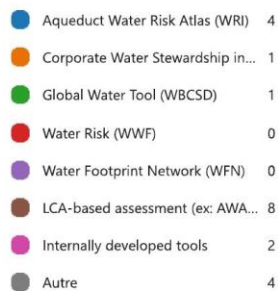 Aqueduct Water Risk Atlas (WRI) 4
Corporate Water Stewardship in... 1
Global Water Tool (WBCSD) 1
Water Risk (WWF) 0
Water Footprint Network (WFN) 0
LCA-based assessment (ex: AWA... 8
Internally developed tools 2
Autre 4